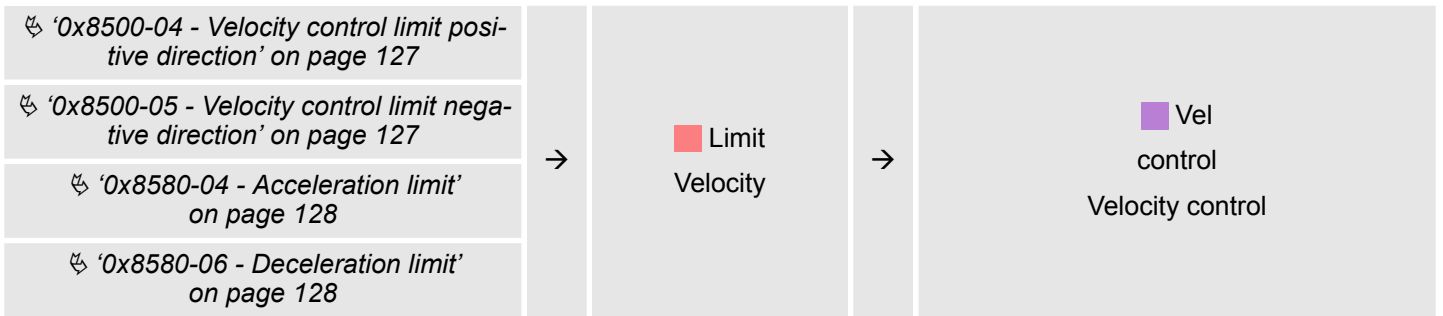 ↳ '0x8500-04 - Velocity control limit posi-
tive direction' on page 127
↳ '0x8500-05 - Velocity control limit nega-
tive direction' on page 127
↳ '0x8580-04 - Acceleration limit'
on page 128
↳ '0x8580-06 - Deceleration limit'
on page 128
→
Limit
Velocity
→
Vel
control
Velocity control